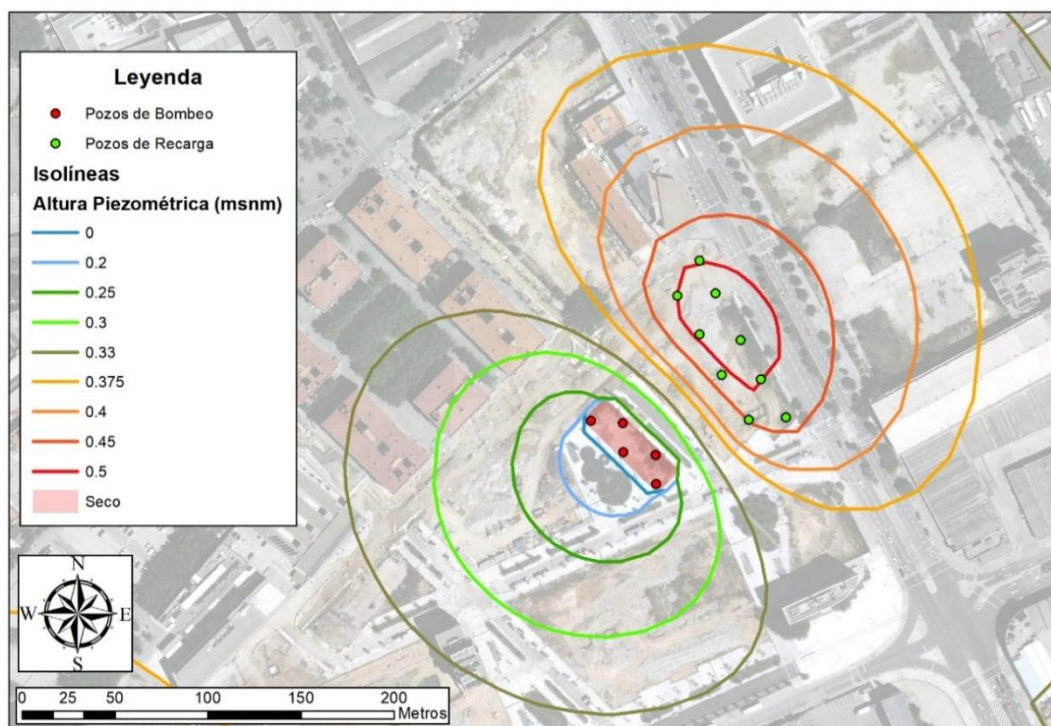 Leyenda
Pozos de Bombeo
Pozos de Recarga
Isolíneas
Altura Piezométrica (msnm)
0
0.2
0.25
0.3
0.33
0.375
0.4
0.45
0.5
Seco
N
W E
S
0 25 50 100 150 200
Metros